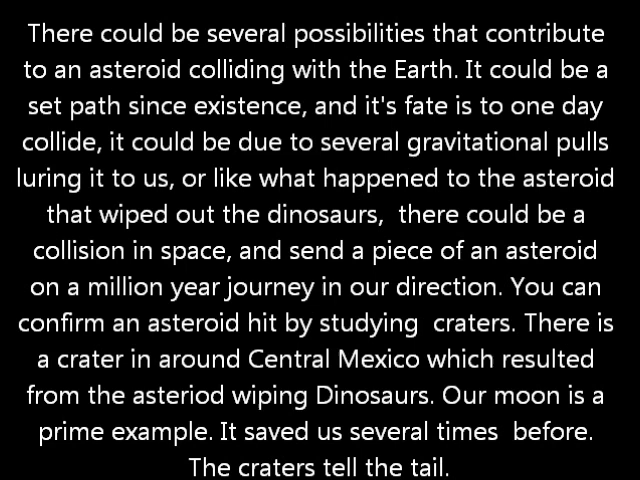 There could be several possibilities that contribute
to an asteroid colliding with the Earth. It could be a
set path since existence, and it's fate is to one day
collide, it could be due to several gravitational pulls
luring it to us, or like what happened to the asteroid
that wiped out the dinosaurs,  there could be a
collision in space, and send a piece of an asteroid
on a million year journey in our direction. You can
confirm an asteroid hit by studying  craters. There is
a crater in around Central Mexico which resulted
from the asteriod wiping Dinosaurs. Our moon is a
prime example. It saved us several times  before.
The craters tell the tail.